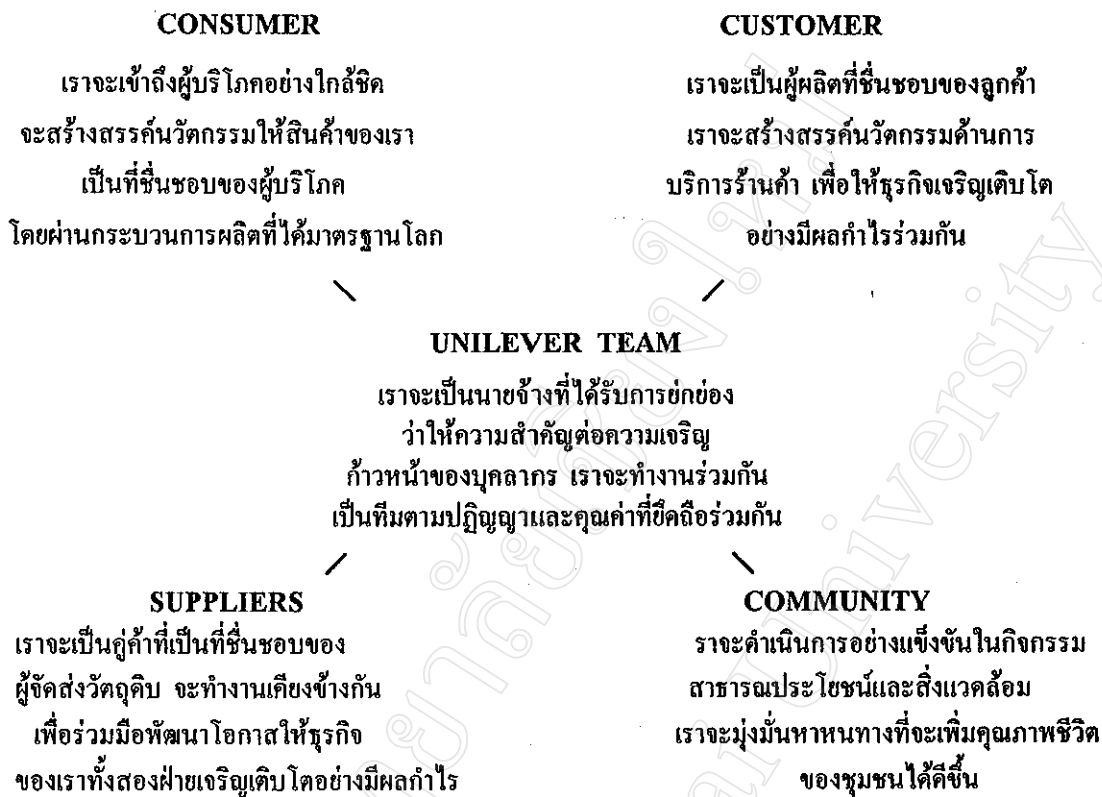 CONSUMER
เราจะเข้าถึงผู้บริโภคอย่างใกล้ชิด
จะสร้างสรรค์นวัตกรรมให้สินค้าของเรา
เป็นที่ชื่นชอบของผู้บริโภค
โดยผ่านกระบวนการผลิตที่ได้มาตรฐานโลก
CUSTOMER
เราจะเป็นผู้ผลิตที่ชื่นชอบของลูกค้า
เราจะสร้างสรรค์นวัตกรรมด้านการ
บริการร้านค้า เพื่อให้ธุรกิจเจริญเติบโต
อย่างมีผลกำไรร่วมกัน
UNILEVER TEAM
เราจะเป็นนายจ้างที่ได้รับการยกย่อง
ว่าให้ความสำคัญต่อความเจริญ
ก้าวหน้าของบุคลากร เราจะทำงานร่วมกัน
เป็นทีมตามปฏิญญาและคุณค่าที่ยึดถือร่วมกัน
SUPPLIERS
เราจะเป็นคู่ค้าที่เป็นที่ชื่นชอบของ
ผู้จัดส่งวัตถุดิบ จะทำงานเคียงข้างกัน
เพื่อร่วมมือพัฒนาโอกาสให้ธุรกิจ
ของเราทั้งสองฝ่ายเจริญเติบโตอย่างมีผลกำไร
COMMUNITY
ราจะดำเนินการอย่างแข็งขันในกิจกรรม
สาธารณประโยชน์และสิ่งแวดล้อม
เราจะมุ่งมั่นหาหนทางที่จะเพิ่มคุณภาพชีวิต
ของชุมชนได้ดีขึ้น
University